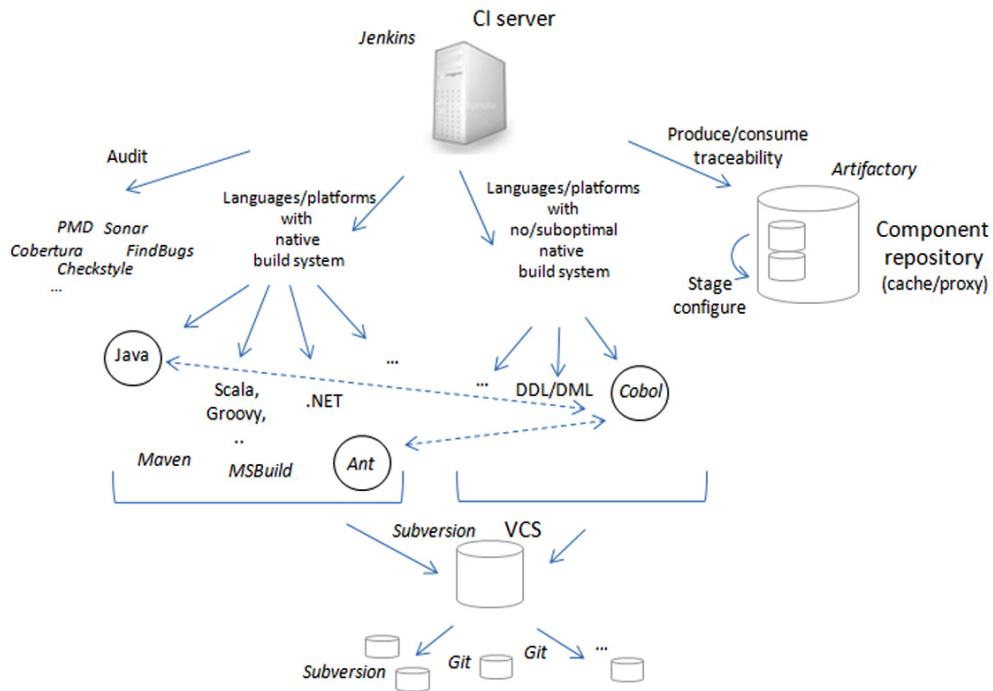 CI server
Jenkins
Audit
PMD Sonar
Cobertura FindBugs
Checkstyle
...
Languages/platforms
with
native
build system
Languages/platforms
with
no/suboptimal
native
build system
Produce/consume
traceability
Artifactory
Component
repository
(cache/proxy)
Stage
configure
Java
Scala,
Groovy,
..
.NET
...
...
DDL/DML
Cobol
Maven
MSBuild
Ant
Subversion VCS
Subversion
Git
Git
...